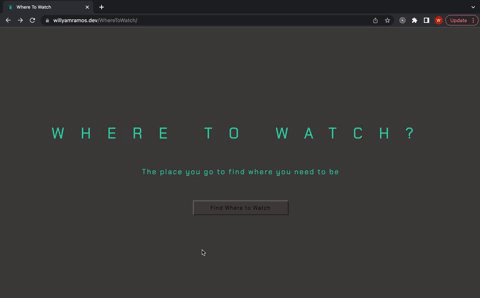 Where To Watch
willyamramos.dev/WhereToWatch/
W
Update
WHERE TO WATCH?
The place you go to find where you need to be
Find Where to Watch